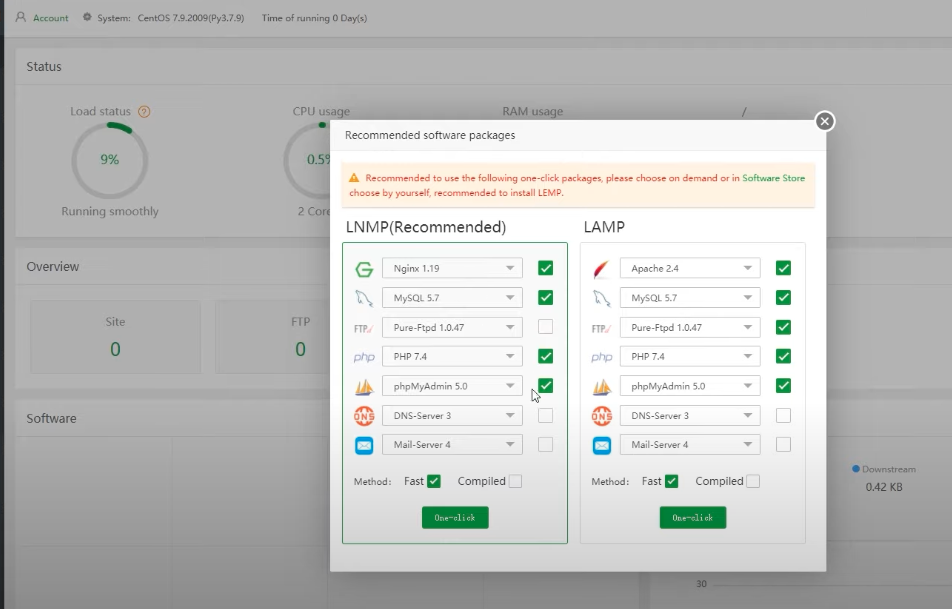 Account System: CentOS 7.9.2009(Py3.7.9) Time of running 0 Day(s)
Status
Load status ? CPU usage RAM usage /
9% 0.5%
Running smoothly 2 Core
Overview
Site FTP
0 0
Software
Recommended software packages
Recommended to use the following one-click packages, please choose on demand or in Software Store
choose by yourself, recommended to install LEMP.
LNMP(Recommended)
Nginx 1.19
MySQL 5.7
FTP Pure-Ftpd 1.0.47
php PHP 7.4
phpMyAdmin 5.0
DNS DNS-Server 3
Mail-Server 4
Method: Fast Compiled
One-click
LAMP
Apache 2.4
MySQL 5.7
FTP Pure-Ftpd 1.0.47
php PHP 7.4
phpMyAdmin 5.0
DNS DNS-Server 3
Mail-Server 4
Method: Fast Compiled
One-click
Downstream
0.42 KB
30